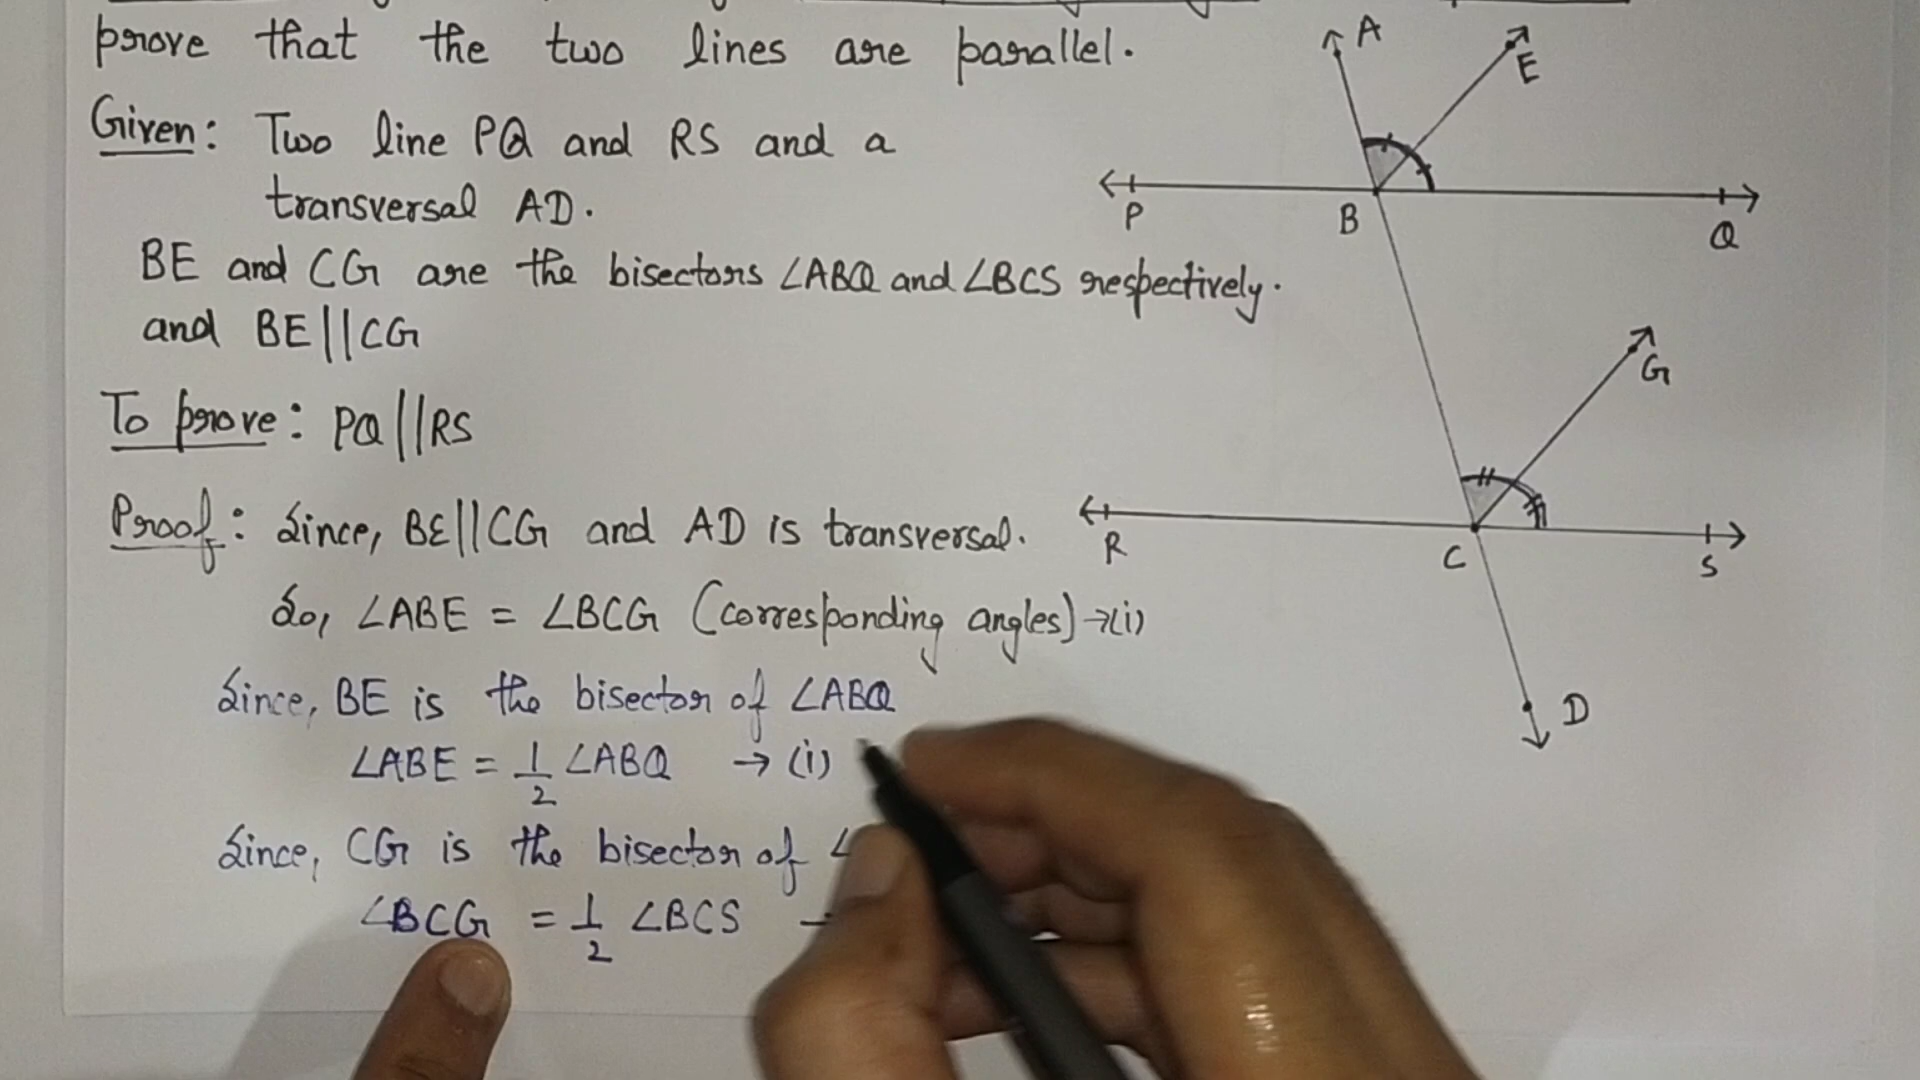 prove that the two lines are parallel.
Given: Two line PQ and RS and a
transversal AD.
BE and CG are the bisectors ∠ABQ and ∠BCS respectively.
and BE||CG
To prove: PQ||RS
Proof: Since, BE||CG and AD is transversal.
So, ∠ABE = ∠BCG (corresponding angles) →(i)
Since, BE is the bisector of ∠ABQ
∠ABE = 1/2 ∠ABQ → (i)
Since, CG is the bisector of ∠
∠BCG = 1/2 ∠BCS →
A
E
P
B
Q
G
R
C
S
D